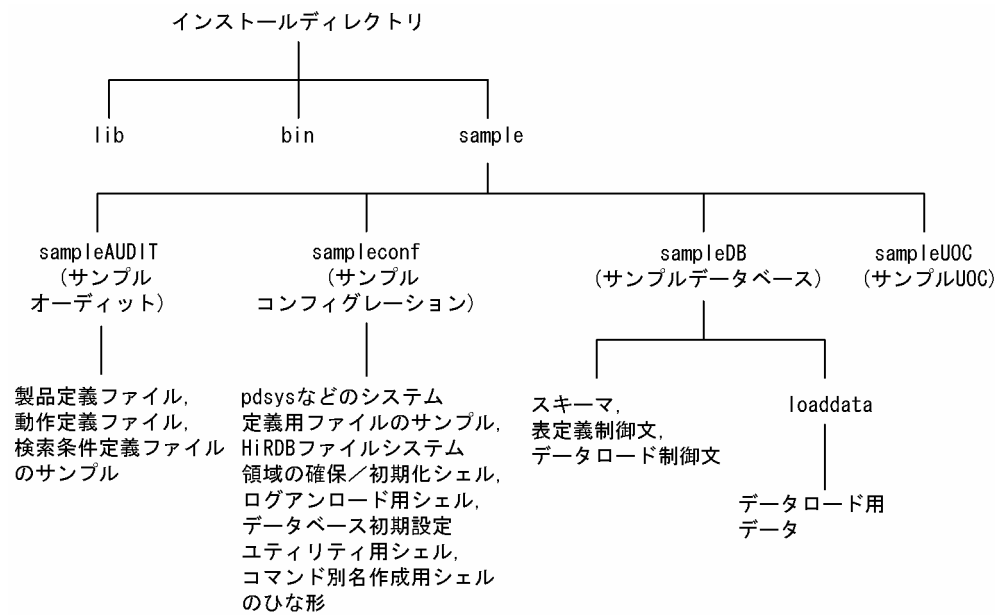 インストールディレクトリ
lib
bin
sample
sampleAUDIT
(サンプル
オーディット)
sampleconf
(サンプル
コンフィグレーション)
sampleDB
(サンプルデータベース)
sampleUOC
(サンプルUOC)
製品定義ファイル,
動作定義ファイル,
検索条件定義ファイル
のサンプル
pdsysなどのシステム
定義用ファイルのサンプル,
HiRDBファイルシステム
領域の確保/初期化シェル,
ログアンロード用シェル,
データベース初期設定
ユティリティ用シェル,
コマンド別名作成用シェル
のひな形
スキーマ,
表定義制御文,
データロード制御文
loaddata
データロード用
データ